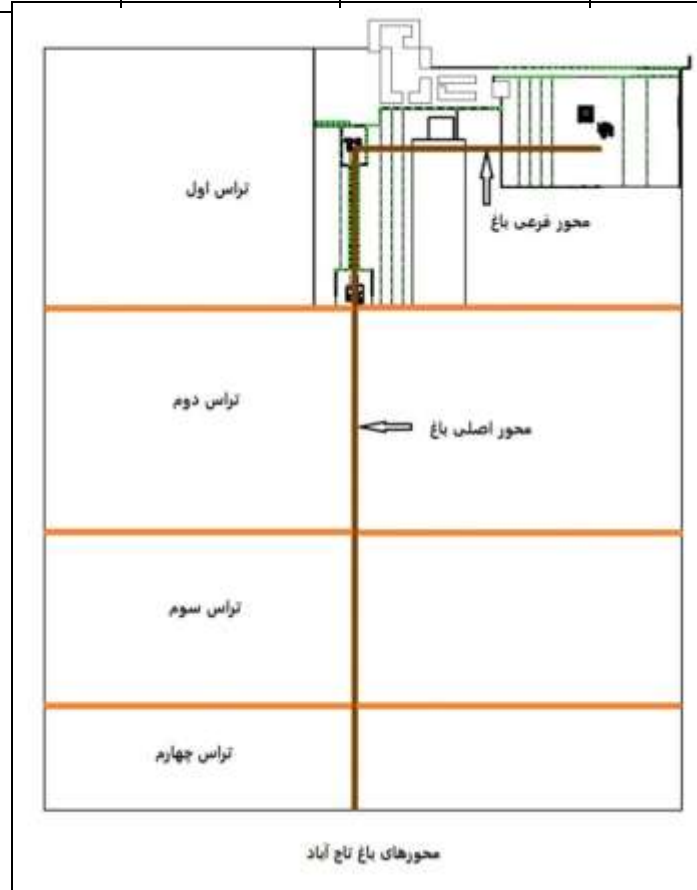 تراس اول
محور فرعی باغ
تراس دوم
محور اصلی باغ
تراس سوم
تراس چهارم
محورهای باغ تاج آباد